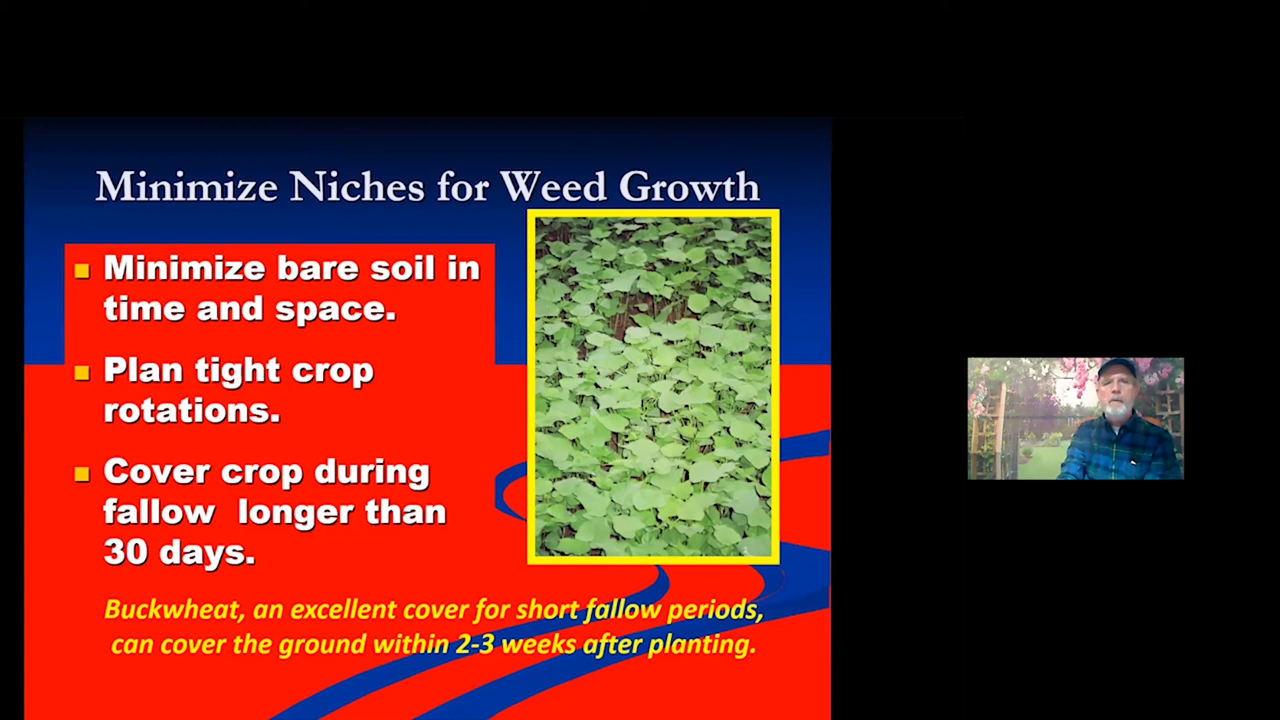 Minimize Niches for Weed Growth
Minimize bare soil in
time and space.
Plan tight crop
rotations.
Cover crop during
fallow longer than
30 days.
Buckwheat, an excellent cover for short fallow periods,
can cover the ground within 2-3 weeks after planting.